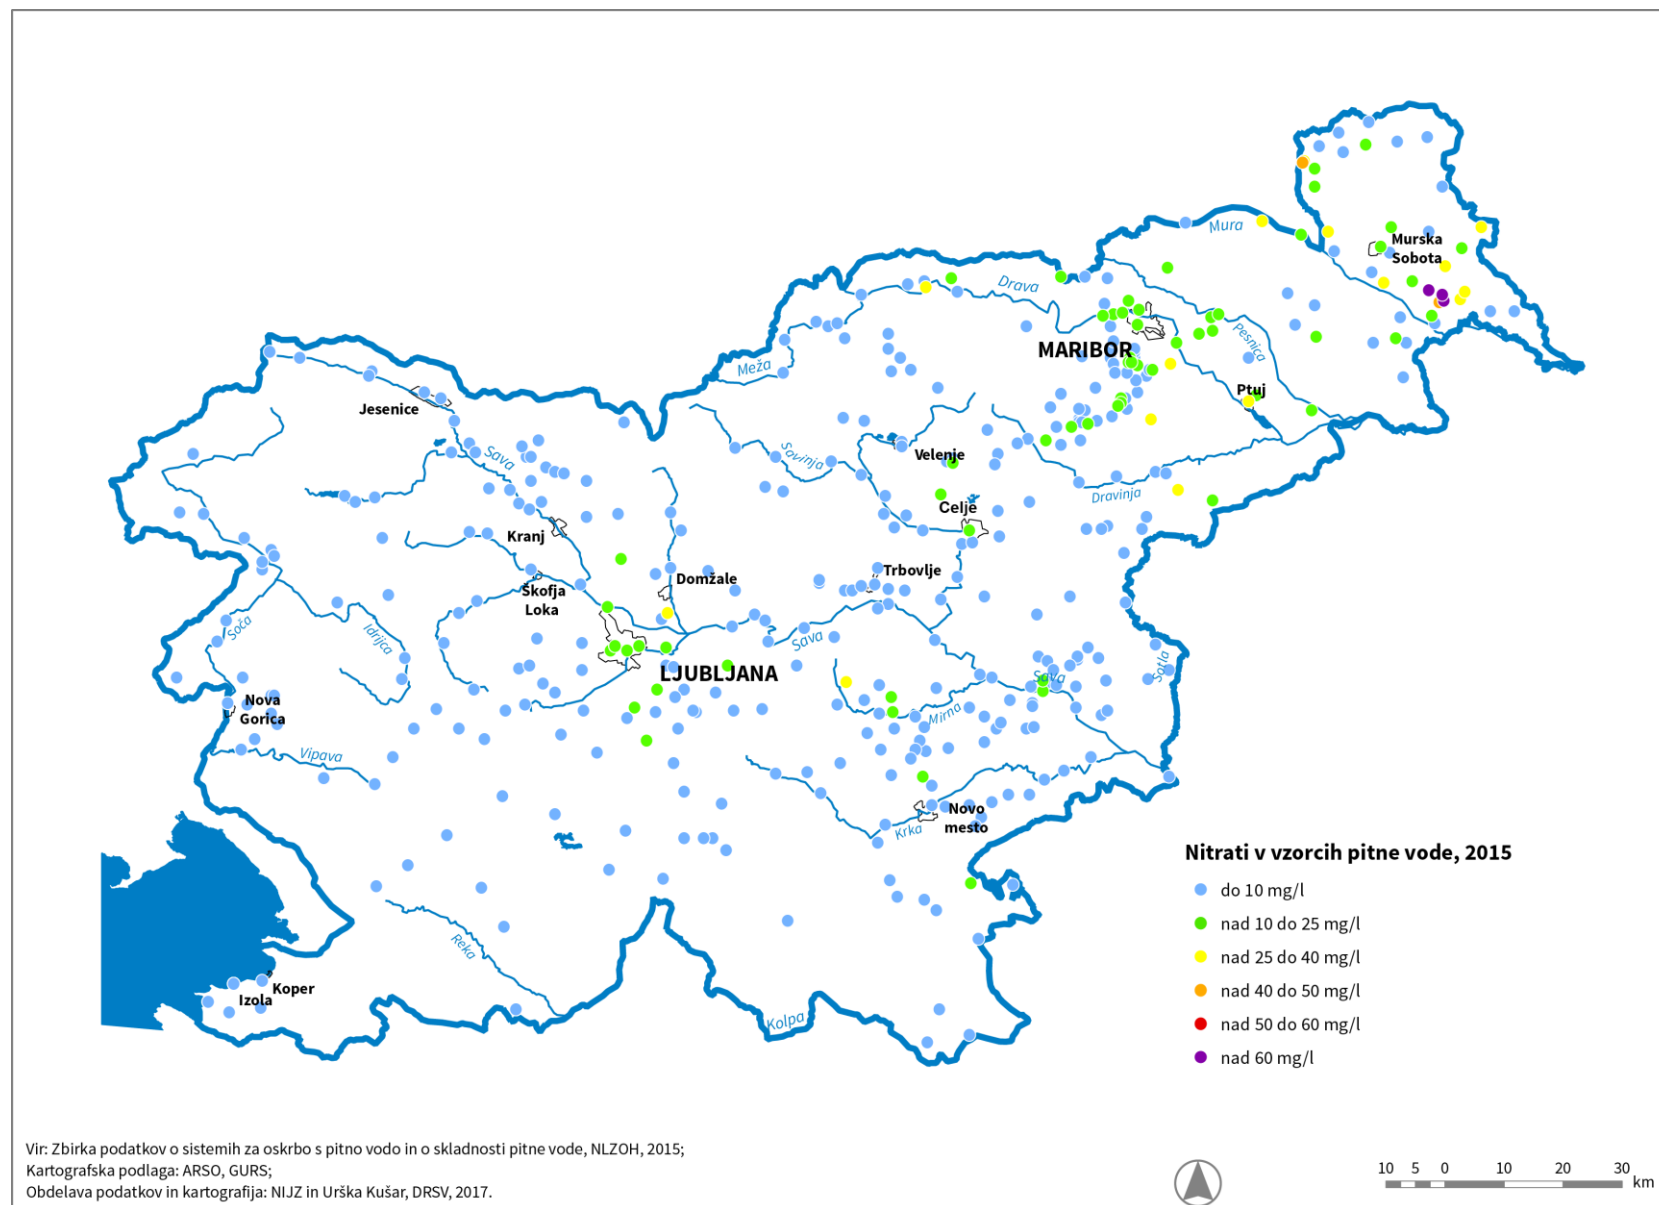 Mura
Murska
Sobota
Drava
MARIBOR
Pesnica
Meža
Ptuj
Jesenice
Sava
Savinja
Velenje
Dravinja
Celje
Kranj
Domžale
Trbovlje
Škofja
Loka
Soča
Idrijca
Sava
LJUBLJANA
Sava
Sotla
Nova
Gorica
Mirna
Vipava
Novo
mesto
Krka
Reka
Koper
Izola
Kolpa
Nitrati v vzorcih pitne vode, 2015
do 10 mg/l
nad 10 do 25 mg/l
nad 25 do 40 mg/l
nad 40 do 50 mg/l
nad 50 do 60 mg/l
nad 60 mg/l
Vir: Zbirka podatkov o sistemih za oskrbo s pitno vodo in o skladnosti pitne vode, NLZOH, 2015;
Kartografska podlaga: ARSO, GURS;
Obdelava podatkov in kartografija: NIJZ in Urška Kušar, DRSV, 2017.
10 5 0 10 20 30
km